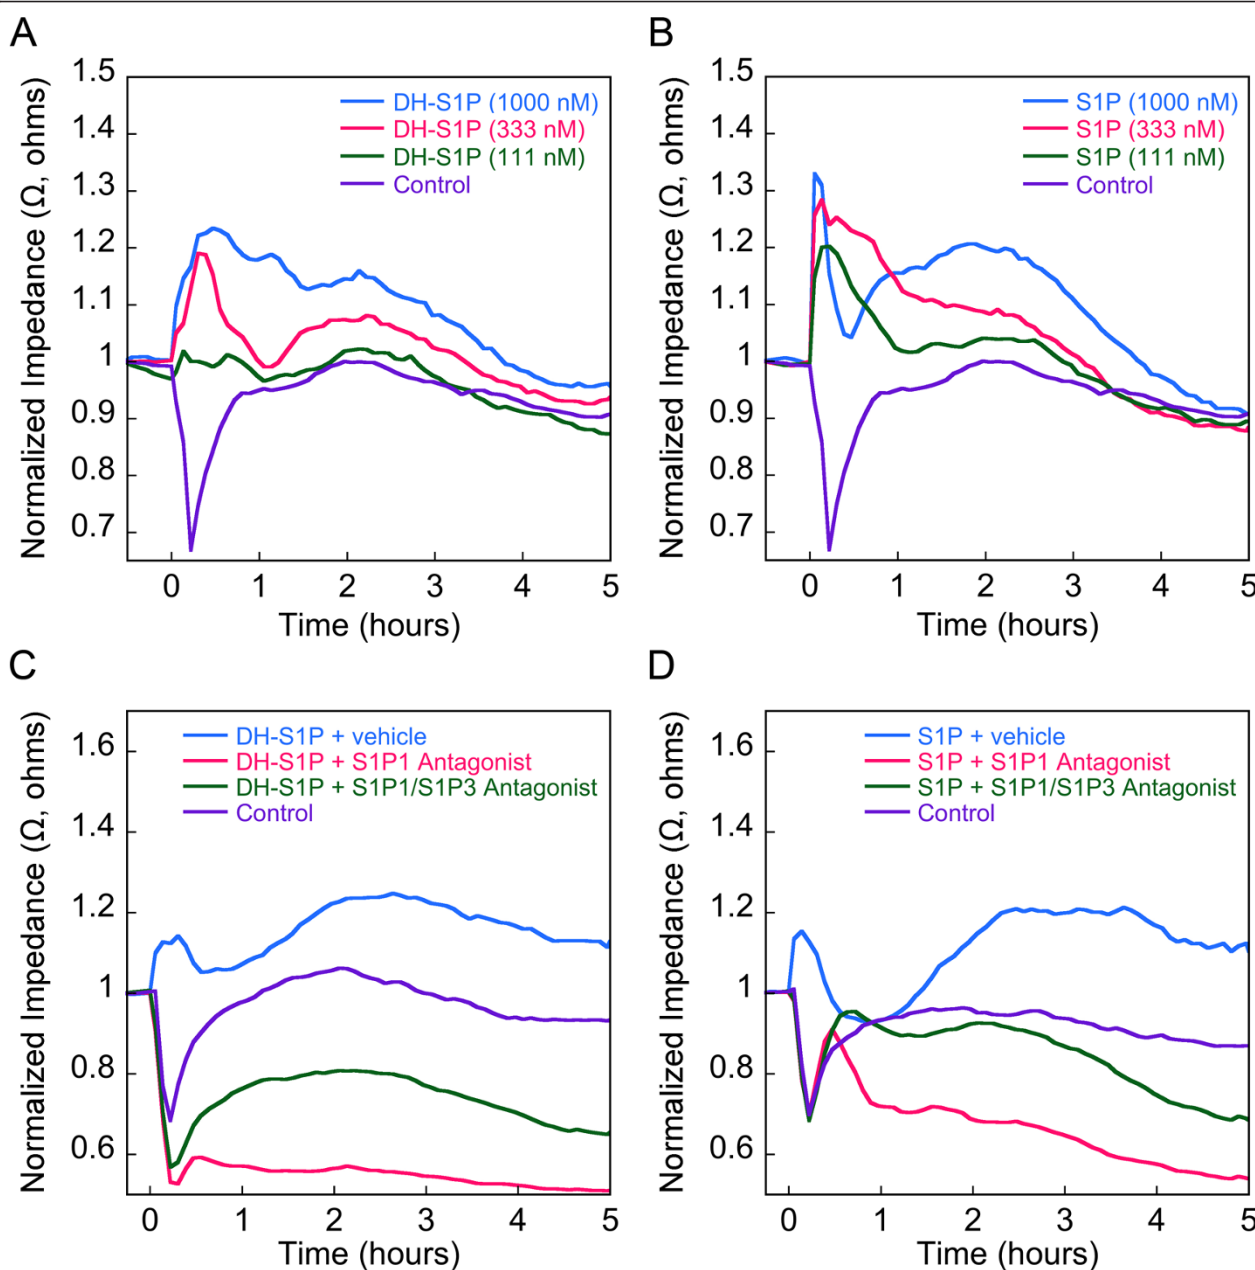 A
Normalized Impedance (Ω, ohms)
1.5
1.4
1.3
1.2
1.1
1
0.9
0.8
0.7
DH-S1P (1000 nM)
DH-S1P (333 nM)
DH-S1P (111 nM)
Control
0 1 2 3 4 5
Time (hours)
B
Normalized Impedance (Ω, ohms)
1.5
1.4
1.3
1.2
1.1
1
0.9
0.8
0.7
S1P (1000 nM)
S1P (333 nM)
S1P (111 nM)
Control
0 1 2 3 4 5
Time (hours)
C
Normalized Impedance (Ω, ohms)
1.6
1.4
1.2
1
0.8
0.6
DH-S1P + vehicle
DH-S1P + S1P1 Antagonist
DH-S1P + S1P1/S1P3 Antagonist
Control
0 1 2 3 4 5
Time (hours)
D
Normalized Impedance (Ω, ohms)
1.6
1.4
1.2
1
0.8
0.6
S1P + vehicle
S1P + S1P1 Antagonist
S1P + S1P1/S1P3 Antagonist
Control
0 1 2 3 4 5
Time (hours)